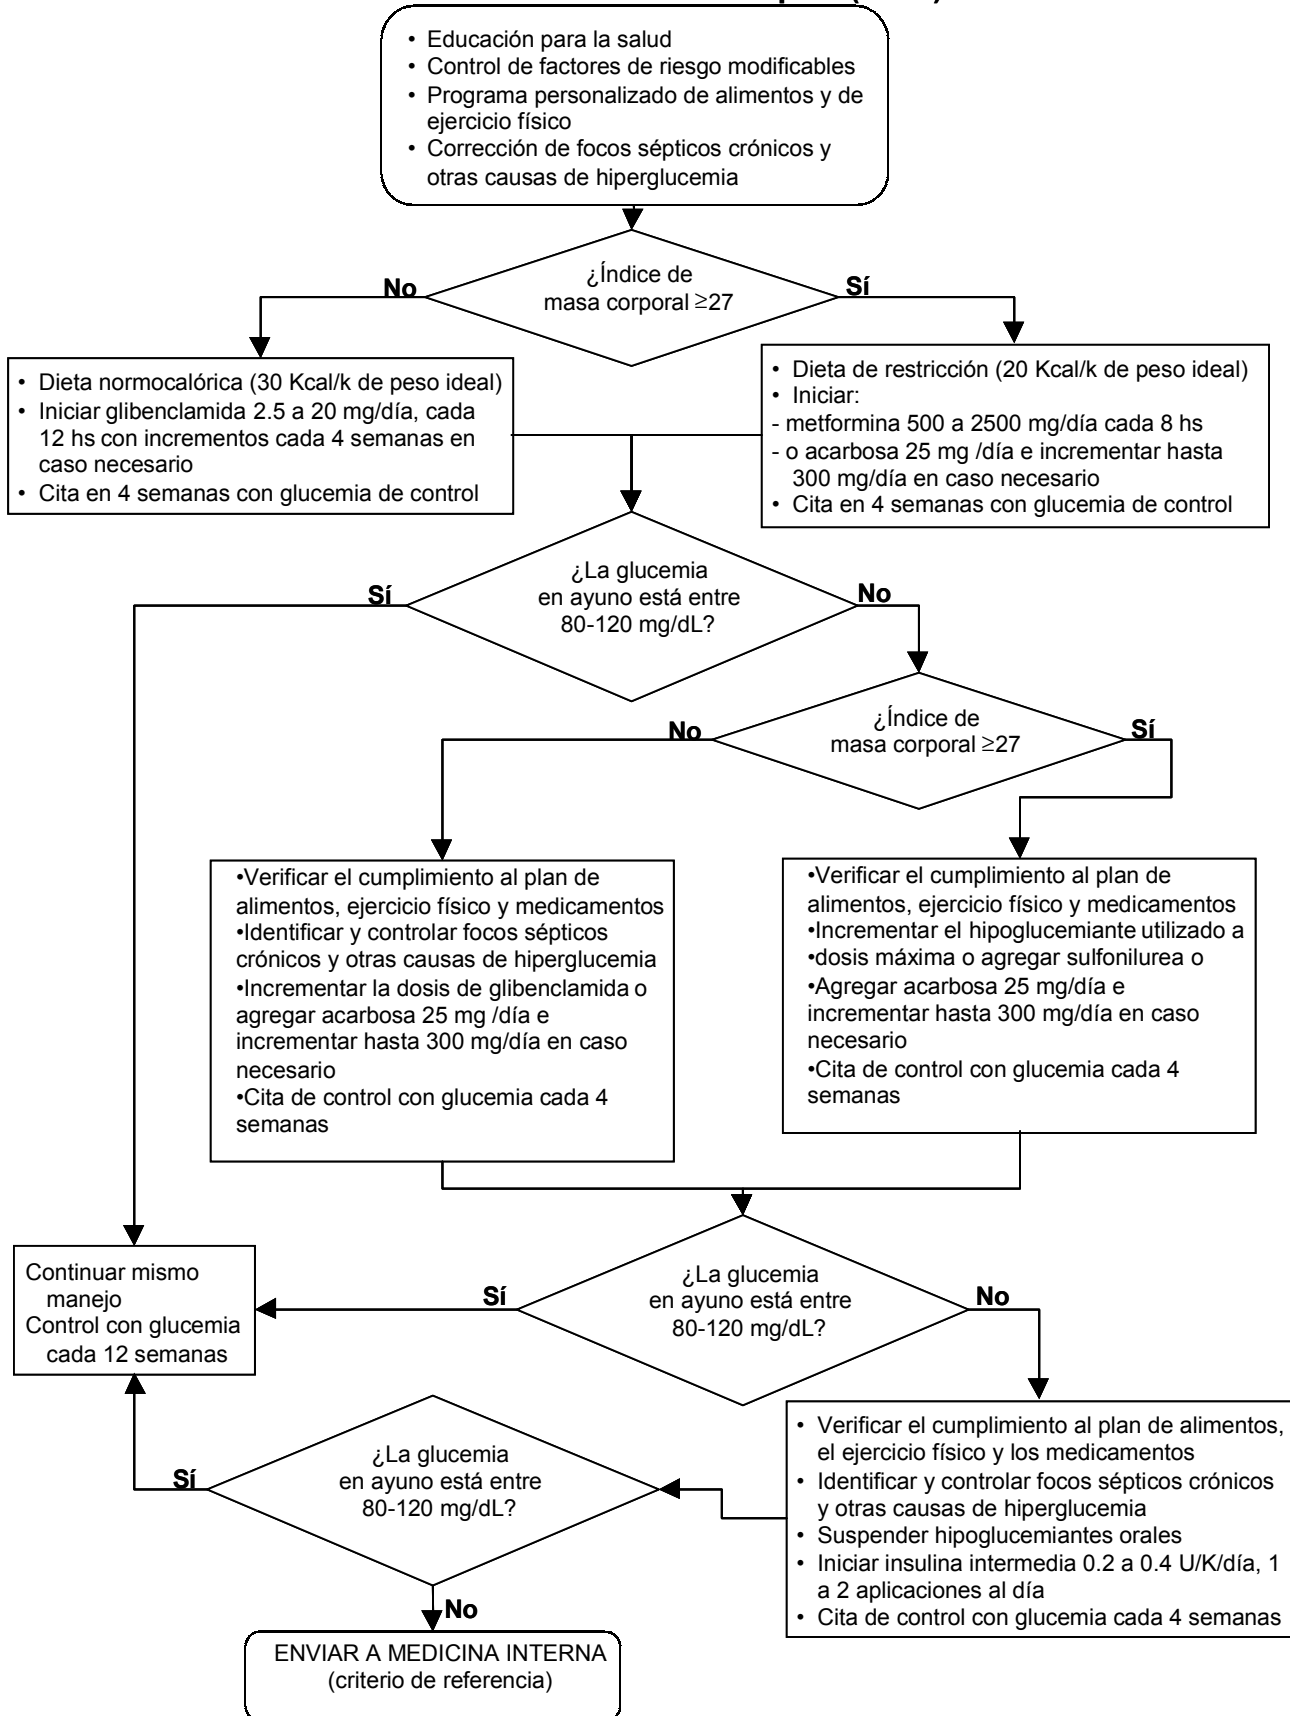 • Educación para la salud
• Control de factores de riesgo modificables
• Programa personalizado de alimentos y de
ejercicio físico
• Corrección de focos sépticos crónicos y
otras causas de hiperglucemia
¿Índice de
masa corporal ≥27
No
Sí
• Dieta normocalórica (30 Kcal/k de peso ideal)
• Iniciar glibenclamida 2.5 a 20 mg/día, cada
12 hs con incrementos cada 4 semanas en
caso necesario
• Cita en 4 semanas con glucemia de control
• Dieta de restricción (20 Kcal/k de peso ideal)
• Iniciar:
- metformina 500 a 2500 mg/día cada 8 hs
- o acarbosa 25 mg /día e incrementar hasta
300 mg/día en caso necesario
• Cita en 4 semanas con glucemia de control
¿La glucemia
en ayuno está entre
80-120 mg/dL?
Sí
No
¿Índice de
masa corporal ≥27
No
Sí
•Verificar el cumplimiento al plan de
alimentos, ejercicio físico y medicamentos
•Identificar y controlar focos sépticos
crónicos y otras causas de hiperglucemia
•Incrementar la dosis de glibenclamida o
agregar acarbosa 25 mg /día e
incrementar hasta 300 mg/día en caso
necesario
•Cita de control con glucemia cada 4
semanas
•Verificar el cumplimiento al plan de
alimentos, ejercicio físico y medicamentos
•Incrementar el hipoglucemiante utilizado a
•dosis máxima o agregar sulfonilurea o
•Agregar acarbosa 25 mg/día e
incrementar hasta 300 mg/día en caso
necesario
•Cita de control con glucemia cada 4
semanas
Continuar mismo
manejo
Control con glucemia
cada 12 semanas
¿La glucemia
en ayuno está entre
80-120 mg/dL?
Sí
No
• Verificar el cumplimiento al plan de alimentos,
el ejercicio físico y los medicamentos
• Identificar y controlar focos sépticos crónicos
y otras causas de hiperglucemia
• Suspender hipoglucemiantes orales
• Iniciar insulina intermedia 0.2 a 0.4 U/K/día, 1
a 2 aplicaciones al día
• Cita de control con glucemia cada 4 semanas
¿La glucemia
en ayuno está entre
80-120 mg/dL?
Sí
No
ENVIAR A MEDICINA INTERNA
(criterio de referencia)